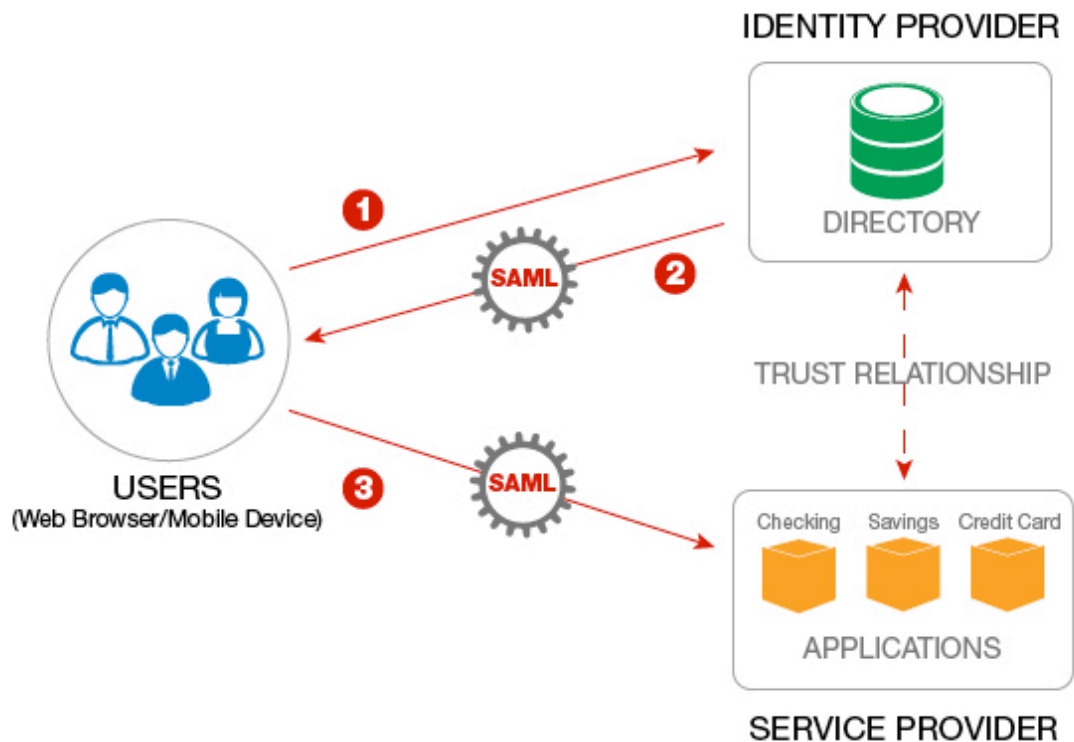 IDENTITY PROVIDER
DIRECTORY
1
SAML
2
TRUST RELATIONSHIP
USERS
(Web Browser/Mobile Device)
3
SAML
Checking Savings Credit Card
APPLICATIONS
SERVICE PROVIDER